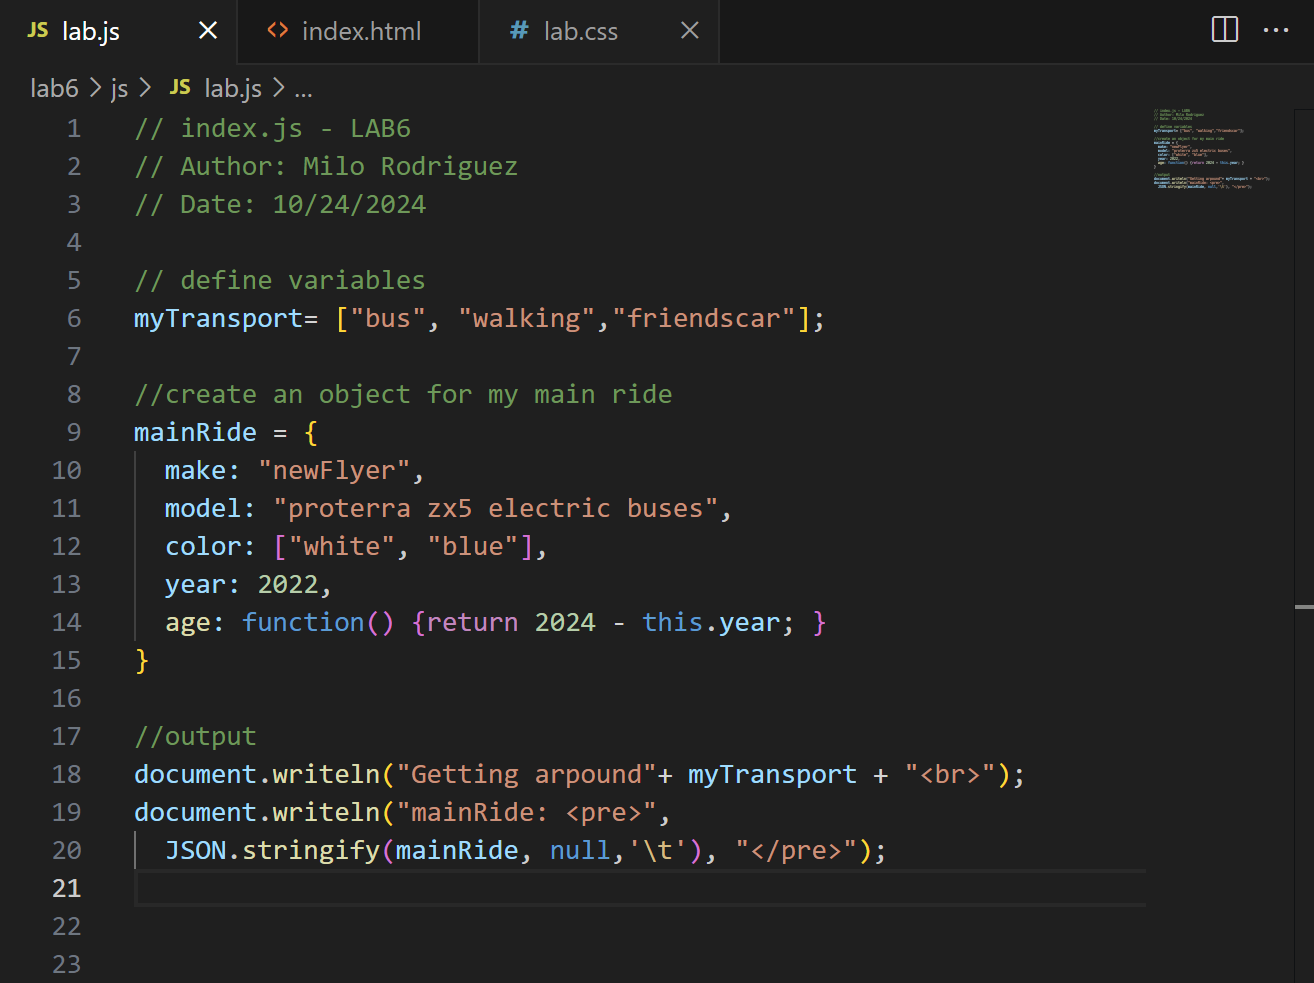 JS lab.js
index.html
# lab.css
lab6 > js > JS lab.js > ...
1 // index.js - LAB6
2 // Author: Milo Rodriguez
3 // Date: 10/24/2024
4
5 // define variables
6 myTransport= ["bus", "walking","friendscar"];
7
8 //create an object for my main ride
9 mainRide = {
10   make: "newFlyer",
11   model: "proterra zx5 electric buses",
12   color: ["white", "blue"],
13   year: 2022,
14   age: function() {return 2024 - this.year; }
15 }
16
17 //output
18 document.writeln("Getting arpound"+ myTransport + "<br>");
19 document.writeln("mainRide: <pre>",
20   JSON.stringify(mainRide, null,'\t'), "</pre>");
21
22
23